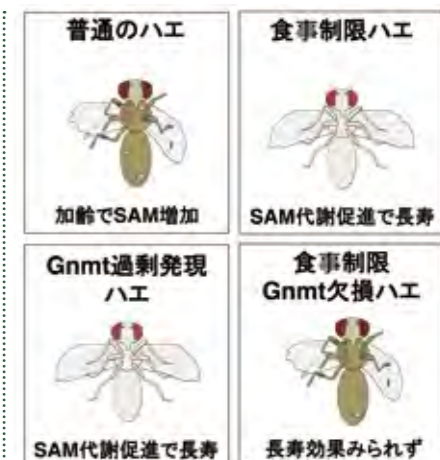 普通のハエ
加齢でSAM増加
食事制限ハエ
SAM代謝促進で長寿
Gnmt過剰発現
ハエ
SAM代謝促進で長寿
食事制限
Gnmt欠損ハエ
長寿効果みられず